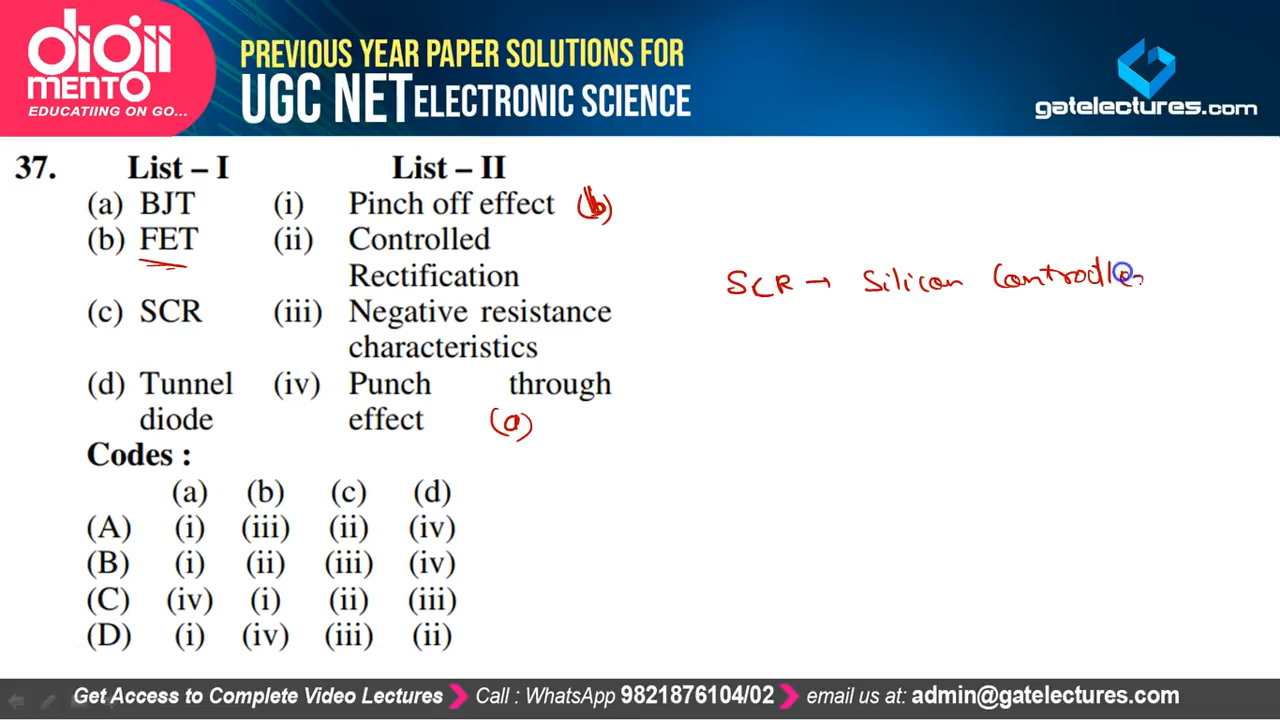 digii
MENTO
EDUCATIING ON GO...
PREVIOUS YEAR PAPER SOLUTIONS FOR
UGC NET ELECTRONIC SCIENCE
gatelectures.com
37. List – I List – II
(a) BJT (i) Pinch off effect (b)
(b) FET (ii) Controlled
Rectification
SCR → Silicon Controlle
(c) SCR (iii) Negative resistance
characteristics
(d) Tunnel (iv) Punch through
diode effect (a)
Codes :
(a) (b) (c) (d)
(A) (i) (iii) (ii) (iv)
(B) (i) (ii) (iii) (iv)
(C) (iv) (i) (ii) (iii)
(D) (i) (iv) (iii) (ii)
Get Access to Complete Video Lectures Call : WhatsApp 9821876104/02 email us at: admin@gatelectures.com